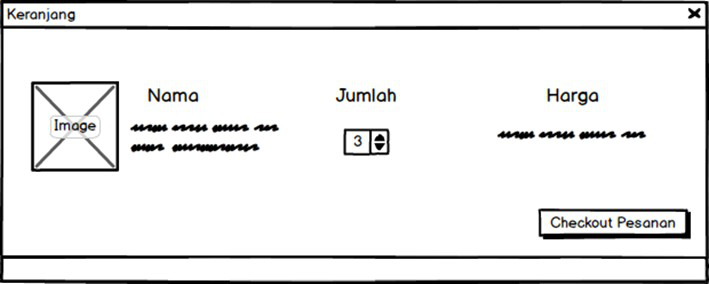 Keranjang
Nama
Jumlah
Harga
Image
3
Checkout Pesanan